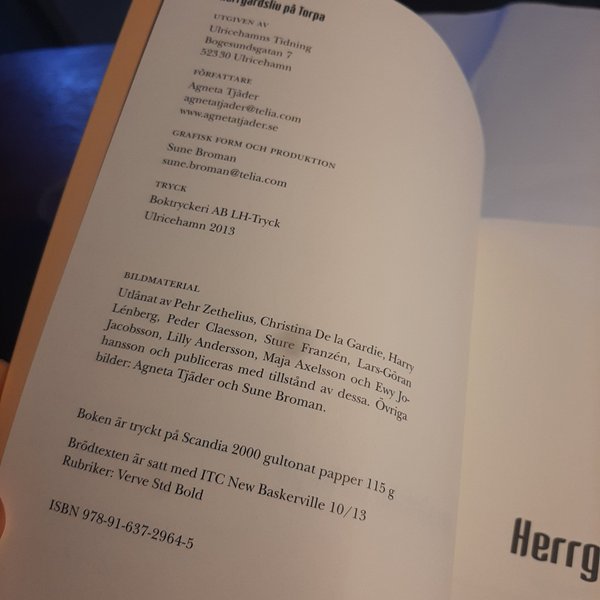 Herrgårdsliv på Torpa
UTGIVEN AV
Ulricehamns Tidning
Bogesundsgatan 7
52330 Ulricehamn
FÖRFATTARE
Agneta Tjäder
agnetatjader@telia.com
www.agnetatjader.se
GRAFISK FORM OCH PRODUKTION
Sune Broman
sune.broman@telia.com
TRYCK
Boktryckeri AB LH-Tryck
Ulricehamn 2013
BILDMATERIAL
Utlånat av Pehr Zethelius, Christina De la Gardie, Harry
Lénberg, Peder Claesson, Sture Franzén, Lars-Göran
Jacobsson, Lilly Andersson, Maja Axelsson och Ewy Jo-
hansson och publiceras med tillstånd av dessa. Övriga
bilder: Agneta Tjäder och Sune Broman.
Boken är tryckt på Scandia 2000 gultonat papper 115 g
Brödtexten är satt med ITC New Baskerville 10/13
Rubriker: Verve Std Bold
ISBN 978-91-637-2964-5
Herrg